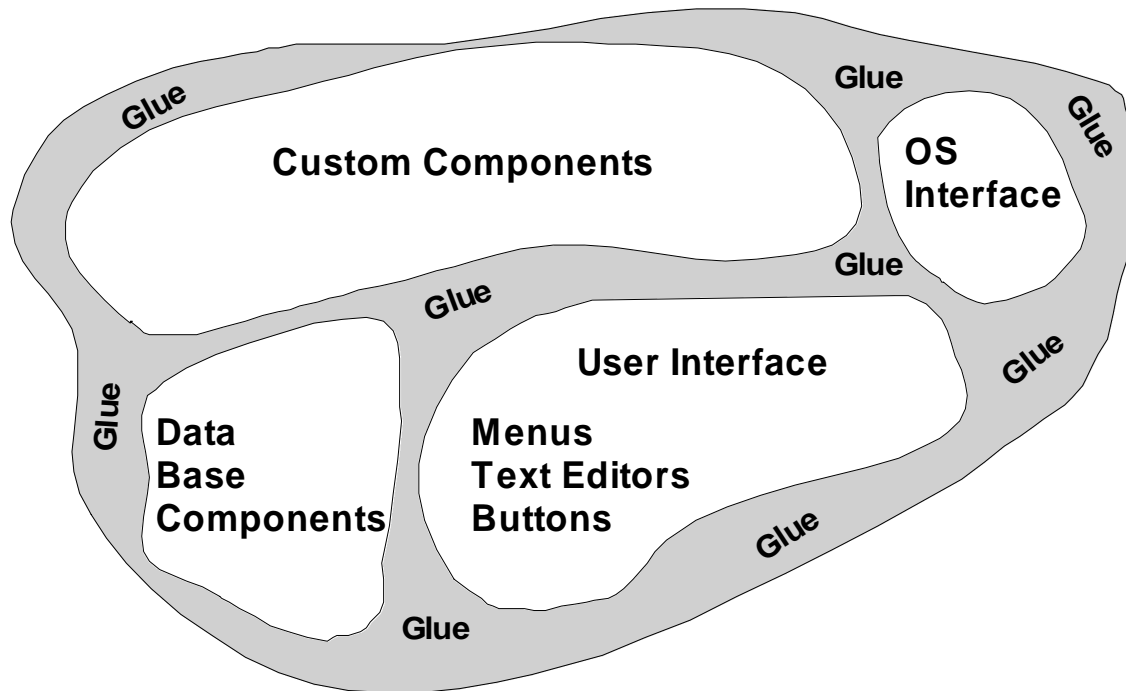 Glue
Glue
Glue
Custom Components
OS
Interface
Glue
Glue
Glue
User Interface
Glue
Data
Base
Components
Menus
Text Editors
Buttons
Glue
Glue